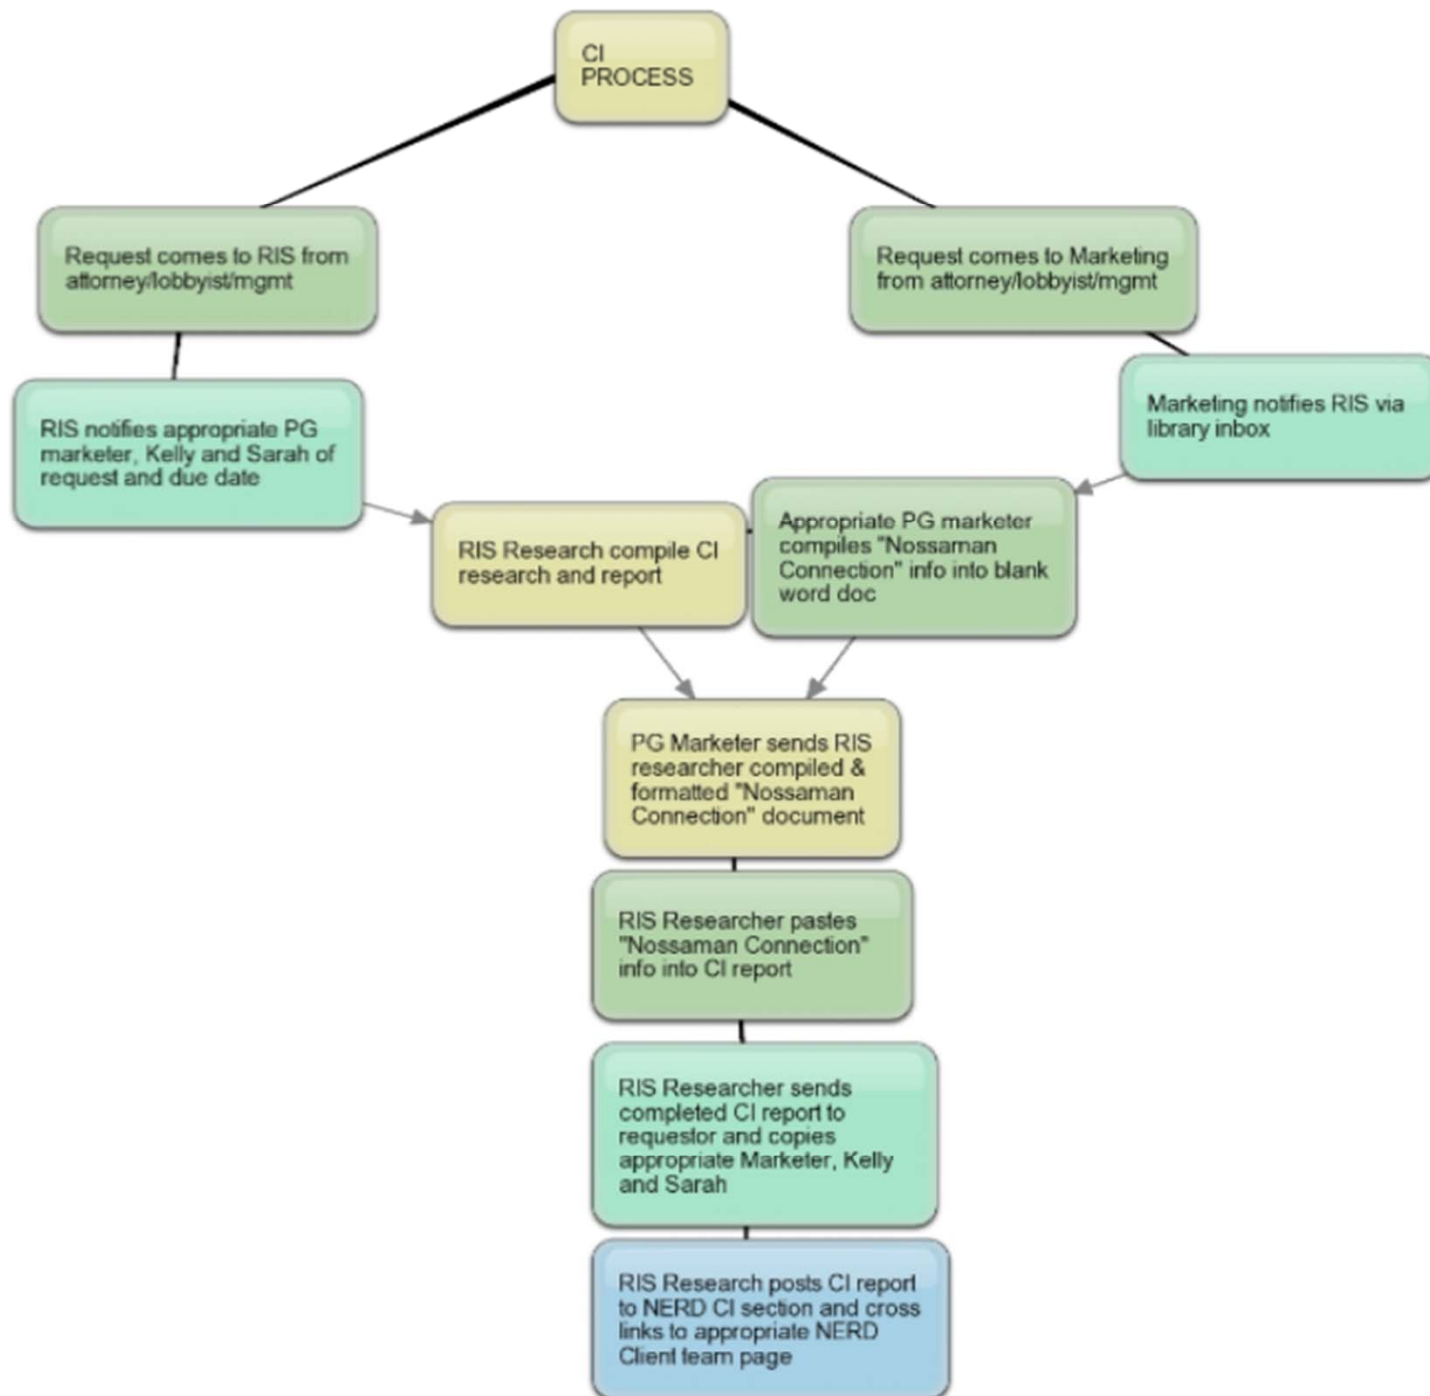 CI
PROCESS
Request comes to RIS from
attorney/lobbyist/mgmt
Request comes to Marketing
from attorney/lobbyist/mgmt
RIS notifies appropriate PG
marketer, Kelly and Sarah of
request and due date
Marketing notifies RIS via
library inbox
RIS Research compile CI
research and report
Appropriate PG marketer
compiles "Nossaman
Connection" info into blank
word doc
PG Marketer sends RIS
researcher compiled &
formatted "Nossaman
Connection" document
RIS Researcher pastes
"Nossaman Connection"
info into CI report
RIS Researcher sends
completed CI report to
requestor and copies
appropriate Marketer, Kelly
and Sarah
RIS Research posts CI report
to NERD CI section and cross
links to appropriate NERD
Client team page